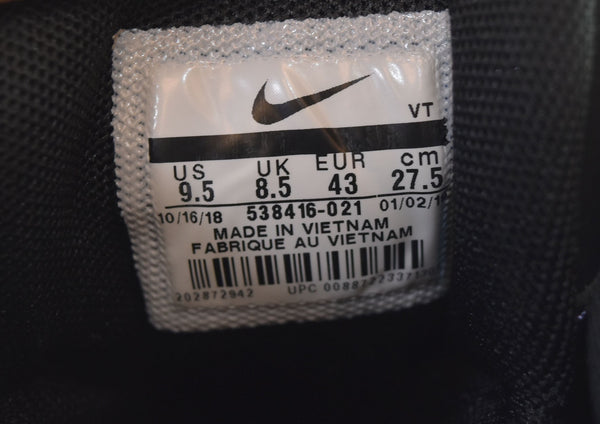 VT
US UK EUR cm
9.5 8.5 43 27.5
10/16/18 538416-021
MADE IN VIETNAM
FABRIQUE AU VIETNAM
202872942 UPC